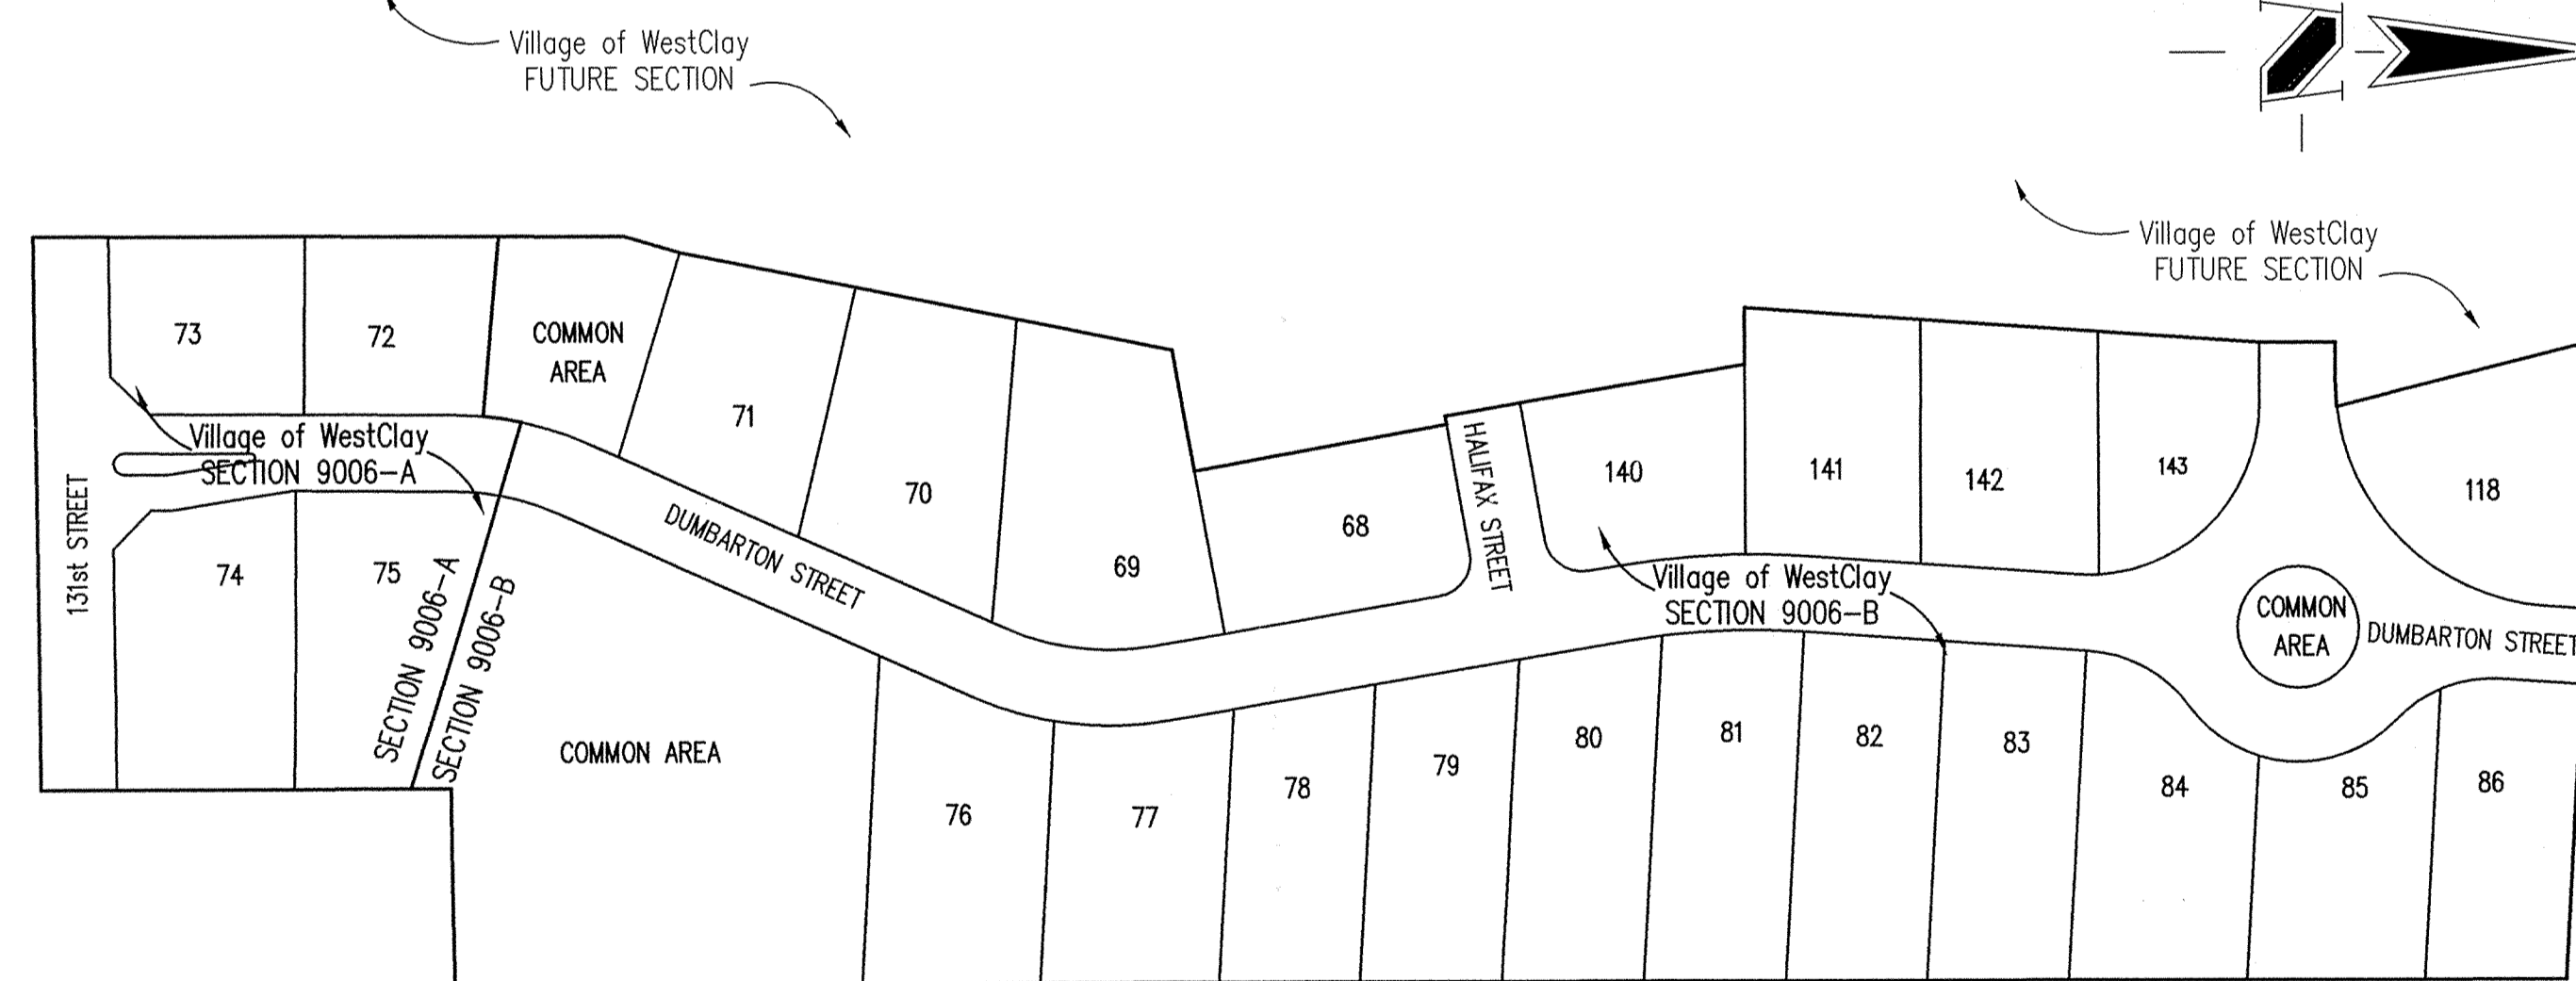 Village of WestClay
FUTURE SECTION
Village of WestClay
FUTURE SECTION
73
72
COMMON
AREA
71
70
69
68
HALIFAX STREET
140
141
142
143
118
Village of WestClay
SECTION 9006-A
131st STREET
74
75
SECTION 9006-A
SECTION 9006-B
DUMBARTON STREET
Village of WestClay
SECTION 9006-B
COMMON
AREA
DUMBARTON STREET
COMMON AREA
76
77
78
79
80
81
82
83
84
85
86